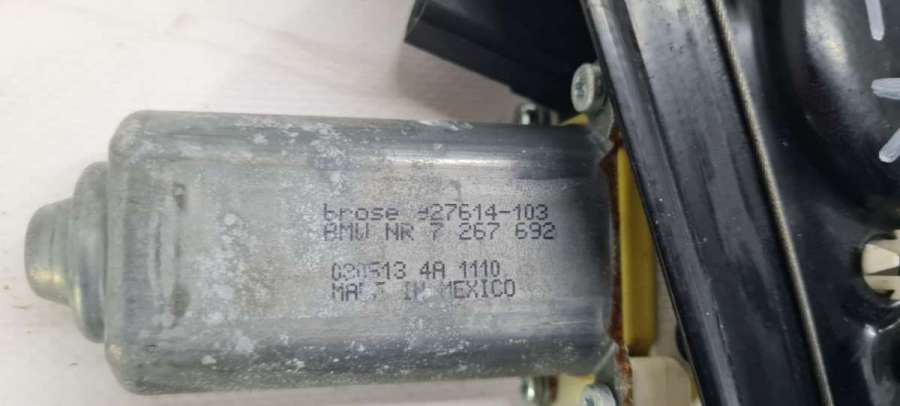 brose 927614-103
BMW NR 7 267 692
030513 4A 1110
MADE IN MEXICO